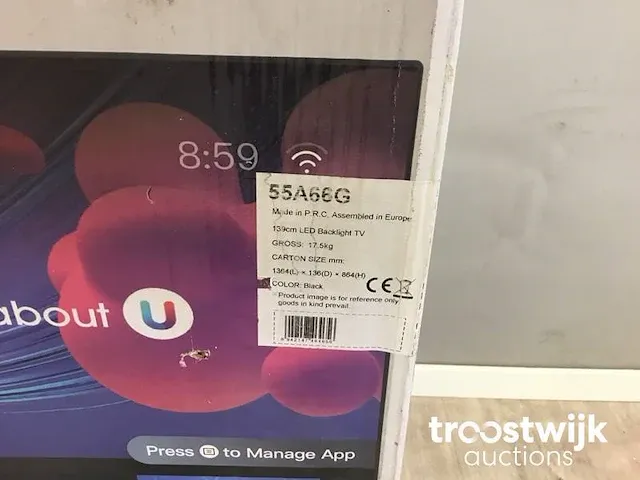 8:59
55A66G
Made in P.R.C. Assembled in Europe
139cm LED Backlight TV
GROSS: 17.5kg
CARTON SIZE mm:
1364(L) × 136(D) × 864(H)
COLOR: Black
CE
* Product image is for reference only
goods in kind prevail.
about U
Press to Manage App
troostwijk
auctions